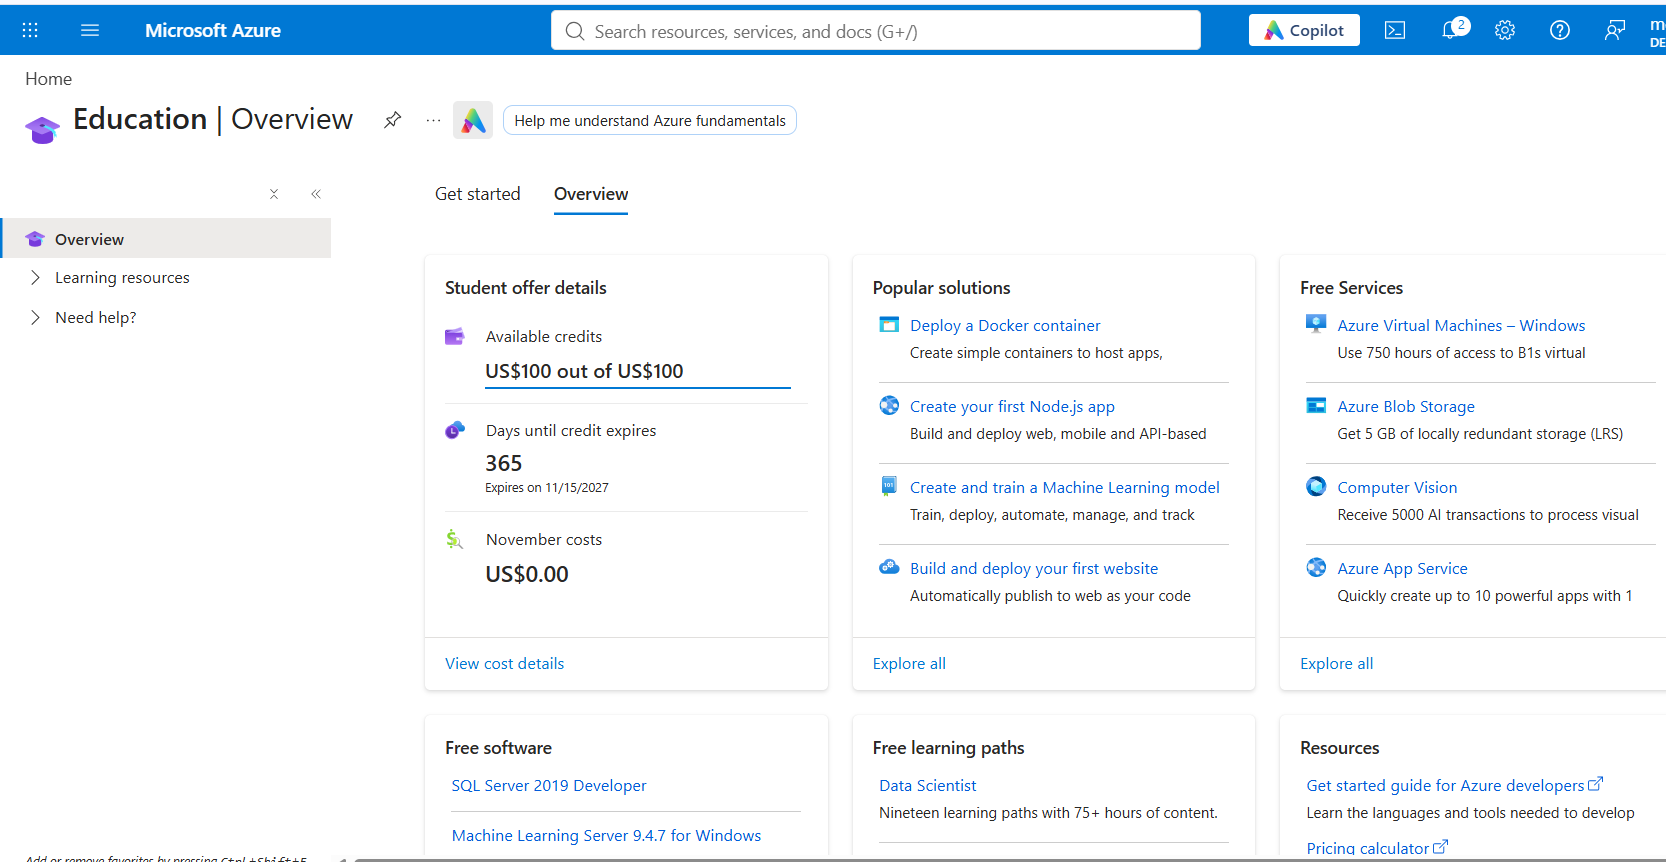 Microsoft Azure
Search resources, services, and docs (G+/)
Copilot
2
Home
Education | Overview
...
Help me understand Azure fundamentals
Get started
Overview
Overview
Learning resources
Need help?
Student offer details
Available credits
US$100 out of US$100
Days until credit expires
365
Expires on 11/15/2027
November costs
US$0.00
View cost details
Popular solutions
Deploy a Docker container
Create simple containers to host apps,
Create your first Node.js app
Build and deploy web, mobile and API-based
Create and train a Machine Learning model
Train, deploy, automate, manage, and track
Build and deploy your first website
Automatically publish to web as your code
Explore all
Free Services
Azure Virtual Machines – Windows
Use 750 hours of access to B1s virtual
Azure Blob Storage
Get 5 GB of locally redundant storage (LRS)
Computer Vision
Receive 5000 AI transactions to process visual
Azure App Service
Quickly create up to 10 powerful apps with 1
Explore all
Free software
SQL Server 2019 Developer
Machine Learning Server 9.4.7 for Windows
Free learning paths
Data Scientist
Nineteen learning paths with 75+ hours of content.
Resources
Get started guide for Azure developers
Learn the languages and tools needed to develop
Pricing calculator
Add or remove favorites by pressing Ctrl+Shift+F